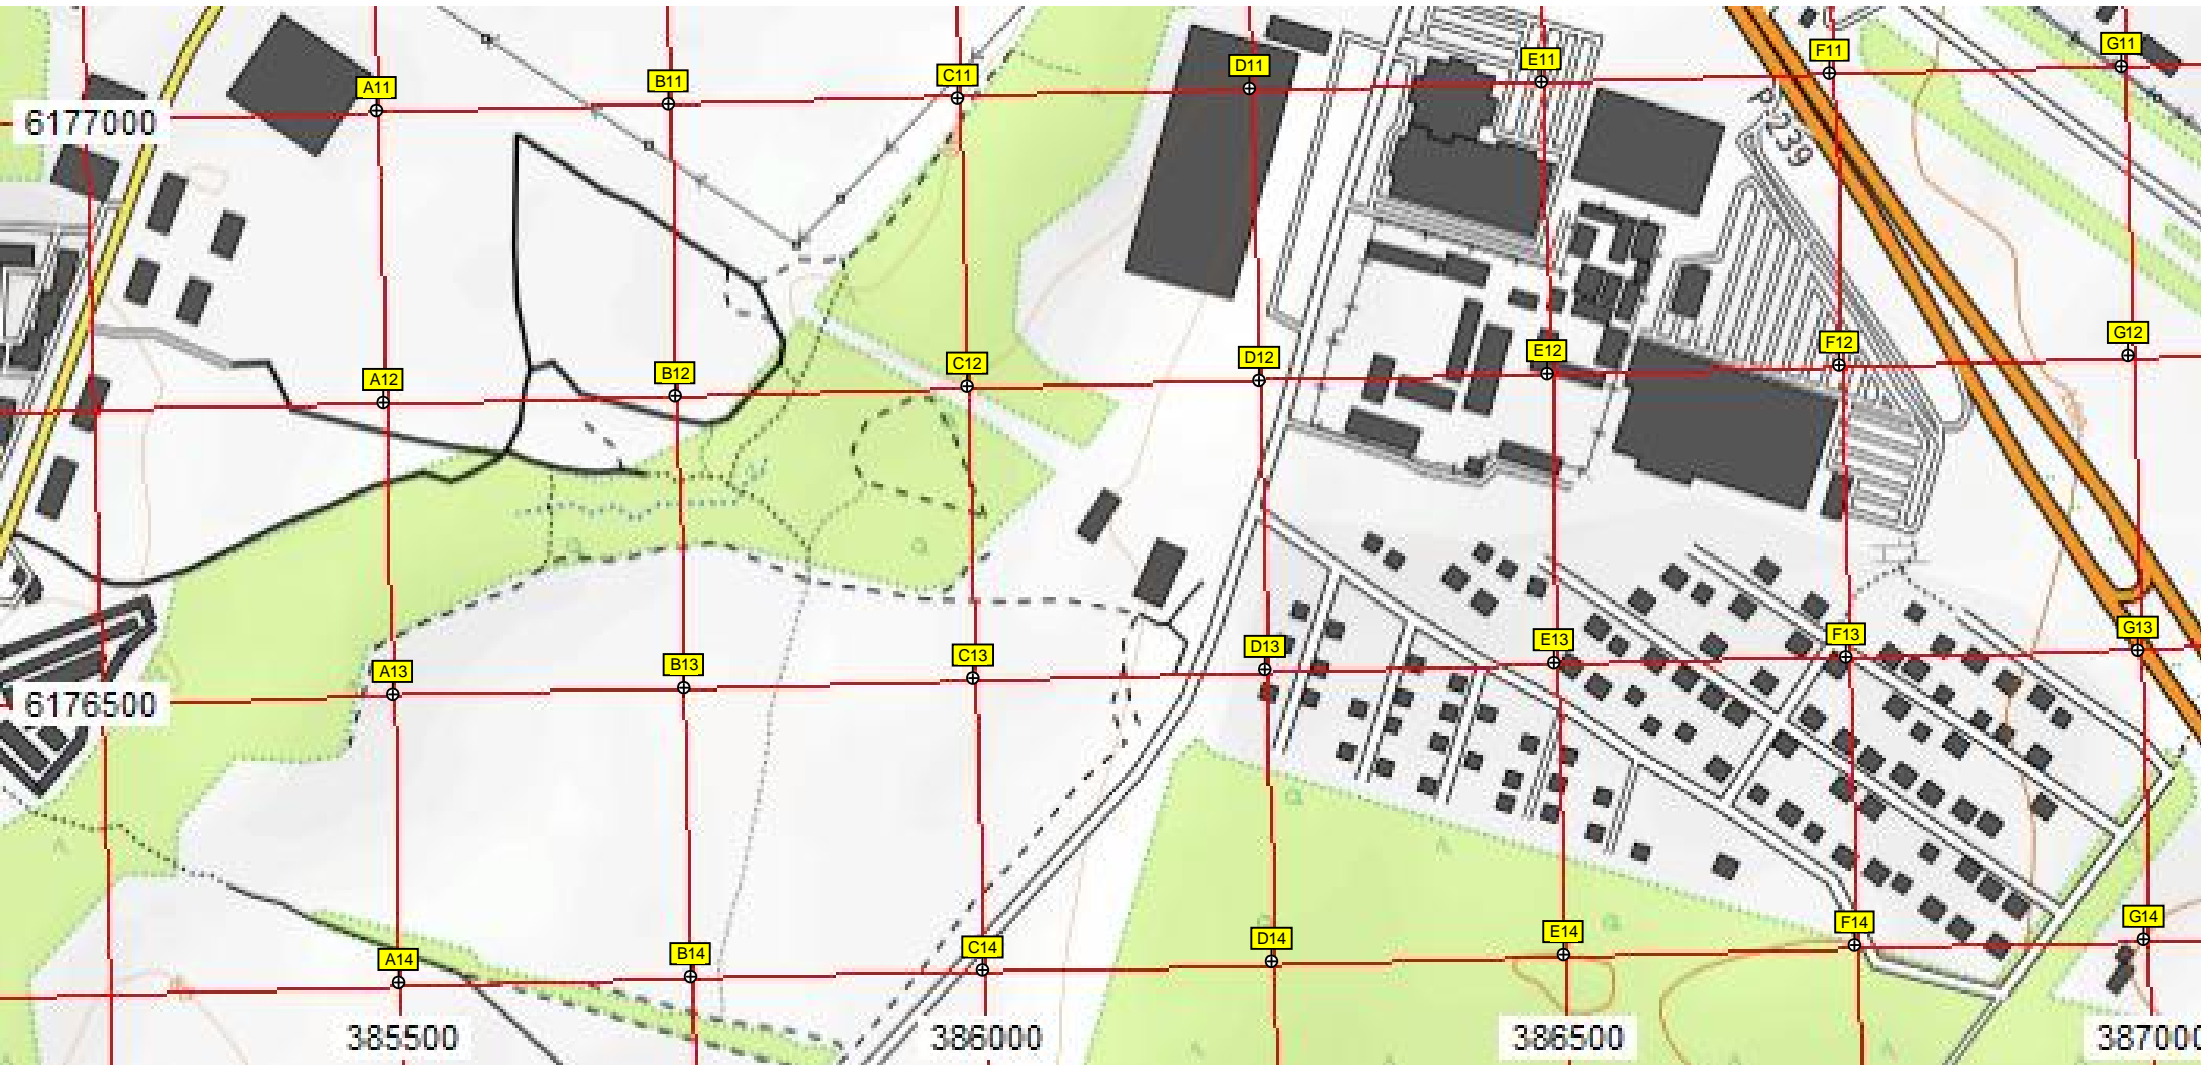 A11 B11 C11 D11 E11 F11 G11
6177000
P-239
A12 B12 C12 D12 E12 F12 G12
A13 B13 C13 D13 E13 F13 G13
6176500
A14 B14 C14 D14 E14 F14 G14
385500 386000 386500 387000